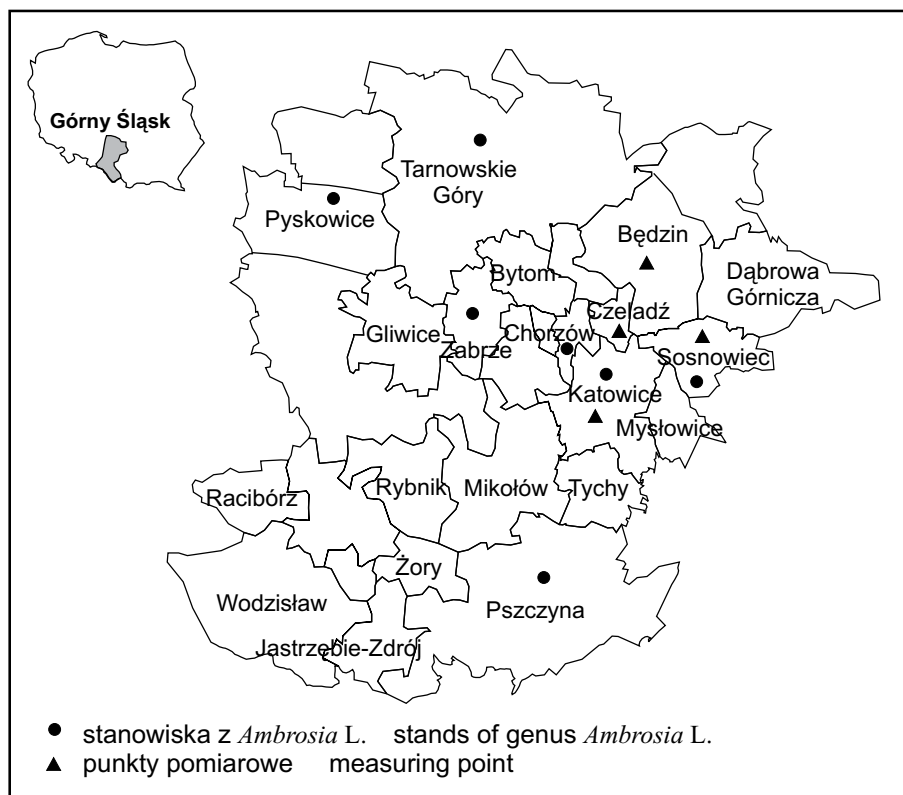 Górny Śląsk
Tarnowskie
Góry
Pyskowice
Będzin
Bytom
Dąbrowa
Górnicza
Czeladź
Gliwice
Chorzów
Zabrze
Sosnowiec
Katowice
Mysłowice
Racibórz
Rybnik
Mikołów
Tychy
Żory
Wodzisław
Pszczyna
Jastrzębie-Zdrój
stanowiska z Ambrosia L. stands of genus Ambrosia L.
punkty pomiarowe measuring point